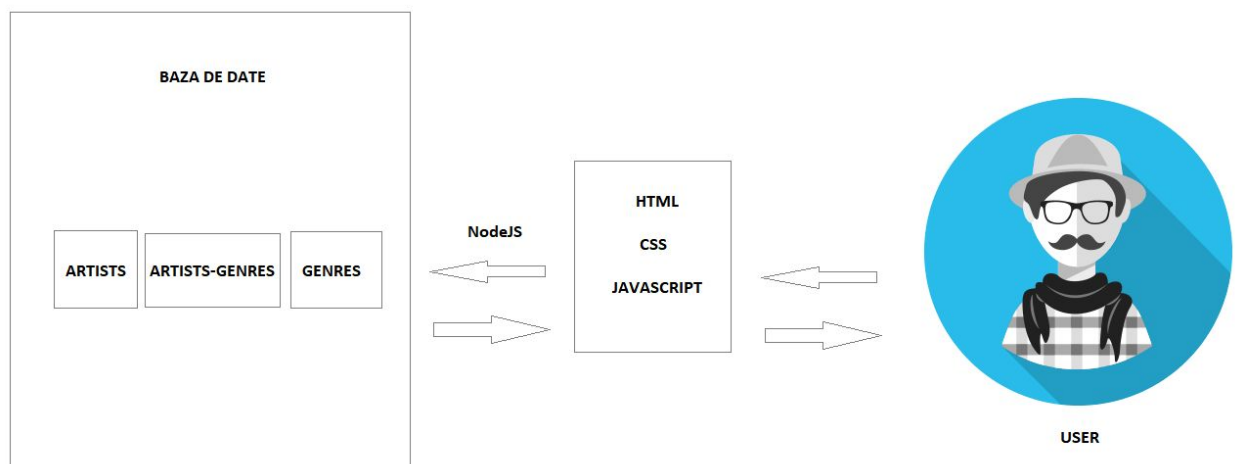 BAZA DE DATE
ARTISTS
ARTISTS-GENRES
GENRES
NodeJS
HTML
CSS
JAVASCRIPT
USER